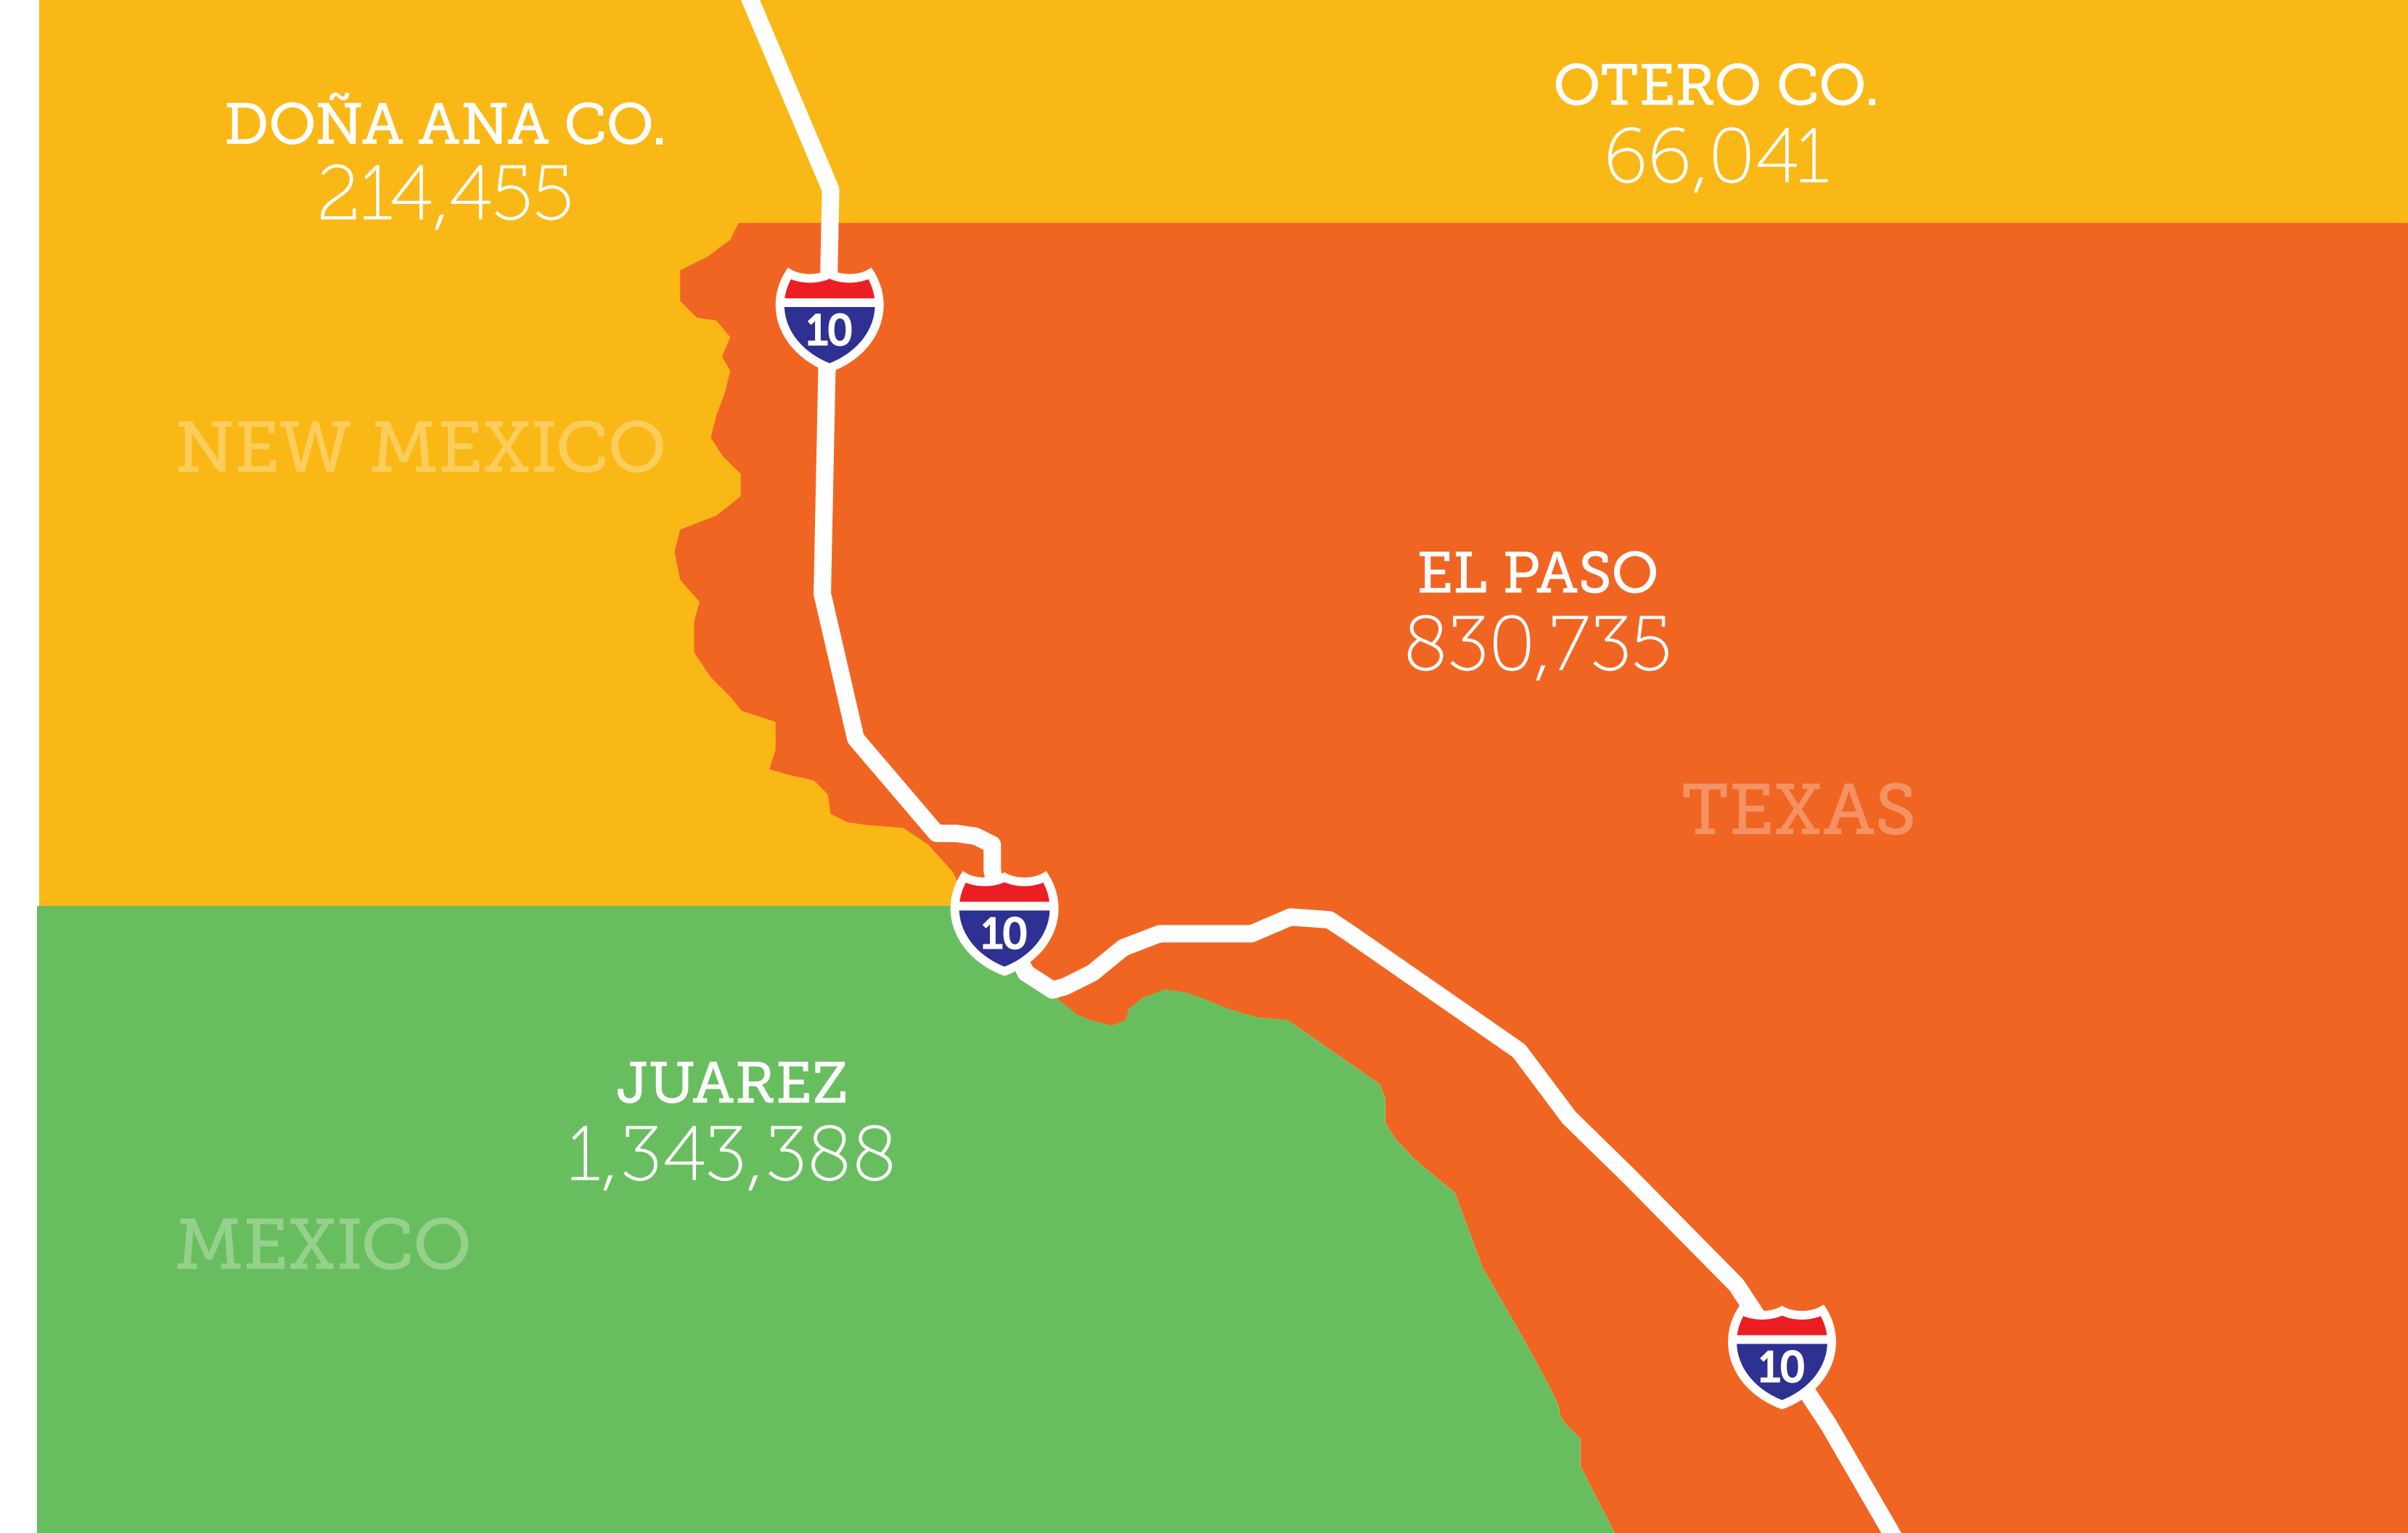 OTERO CO.
66,041
DOÑA ANA CO.
214,455
10
NEW MEXICO
EL PASO
830,735
TEXAS
10
JUAREZ
1,343,388
MEXICO
10